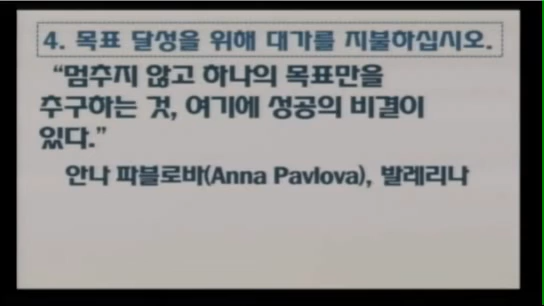 4. 목표 달성을 위해 대가를 지불하십시오.
“멈추지 않고 하나의 목표만을
추구하는 것, 여기에 성공의 비결이
있다.”
안나 파블로바(Anna Pavlova), 발레리나